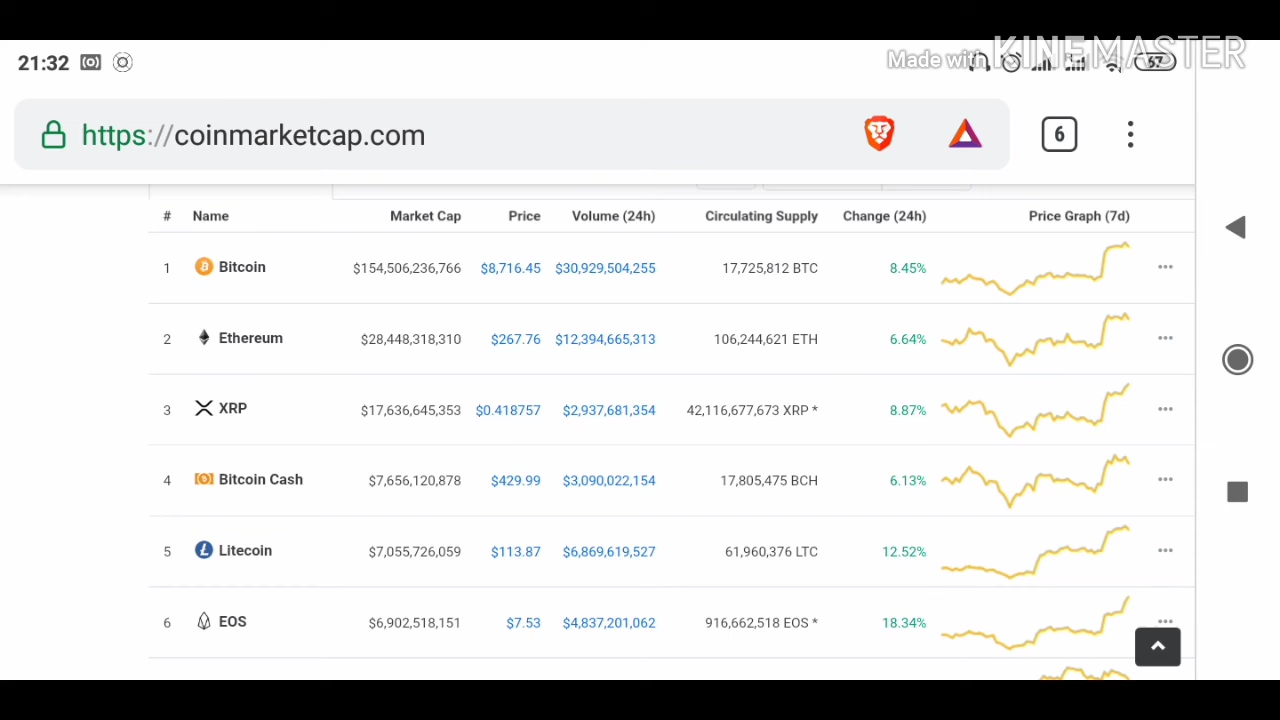 Made with KINEMASTER
21:32 67
https://coinmarketcap.com 6
# Name Market Cap Price Volume (24h) Circulating Supply Change (24h) Price Graph (7d)
1 Bitcoin $154,506,236,766 $8,716.45 $30,929,504,255 17,725,812 BTC 8.45%
2 Ethereum $28,448,318,310 $267.76 $12,394,665,313 106,244,621 ETH 6.64%
3 XRP $17,636,645,353 $0.418757 $2,937,681,354 42,116,677,673 XRP * 8.87%
4 Bitcoin Cash $7,656,120,878 $429.99 $3,090,022,154 17,805,475 BCH 6.13%
5 Litecoin $7,055,726,059 $113.87 $6,869,619,527 61,960,376 LTC 12.52%
6 EOS $6,902,518,151 $7.53 $4,837,201,062 916,662,518 EOS * 18.34%